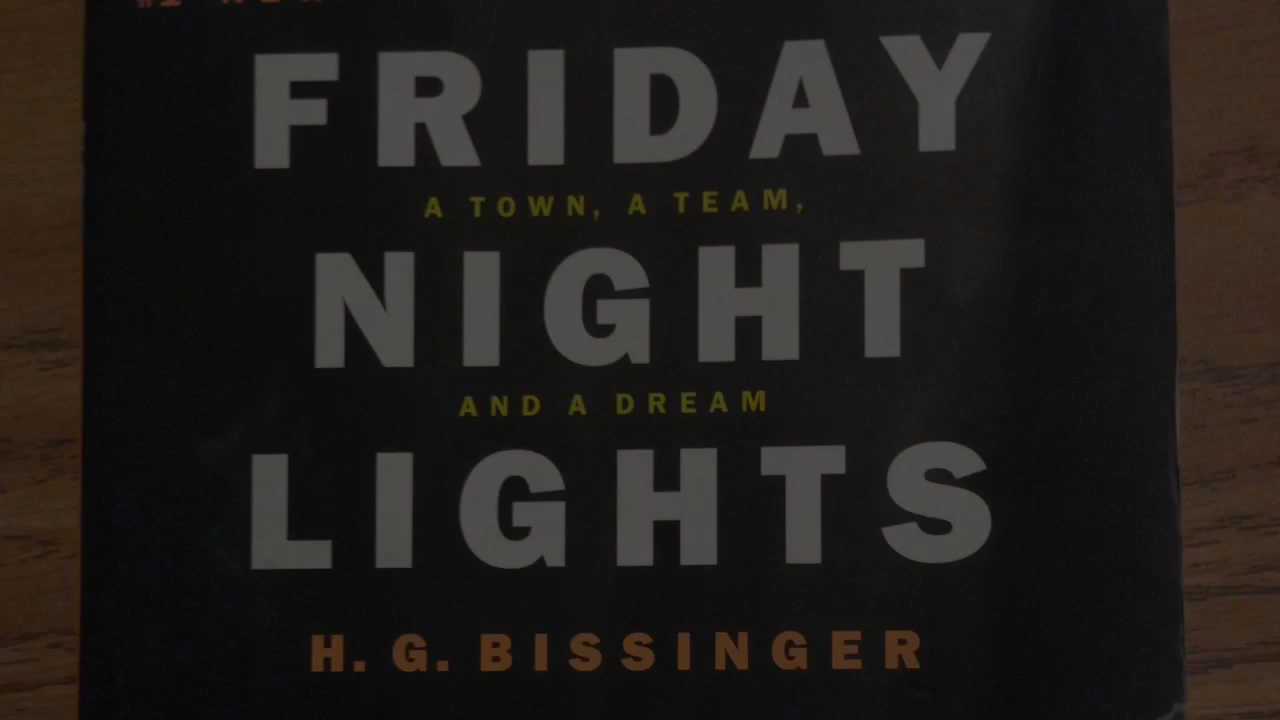 FRIDAY
A TOWN, A TEAM,
NIGHT
AND A DREAM
LIGHTS
H. G. BISSINGER